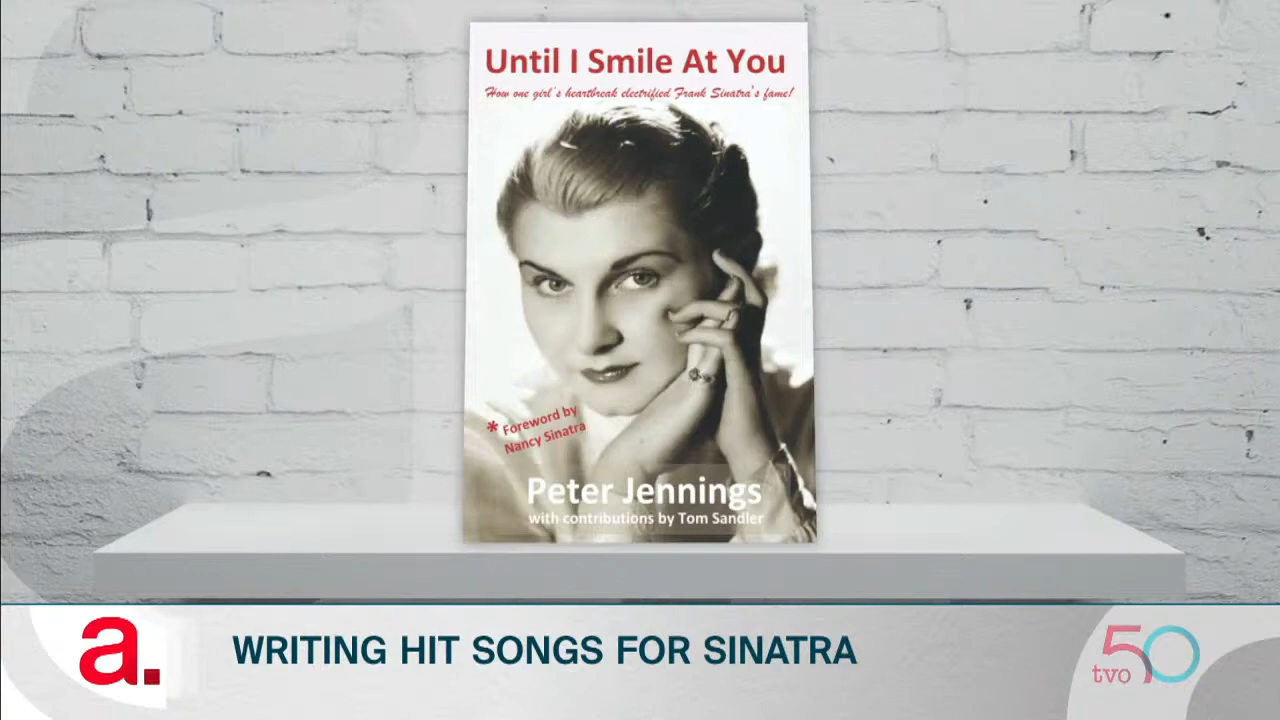 Until I Smile At You
How one girl's heartbreak electrified Frank Sinatra's fame!
* Foreword by
Nancy Sinatra
Peter Jennings
with contributions by Tom Sandler
a.
WRITING HIT SONGS FOR SINATRA
50
tvo